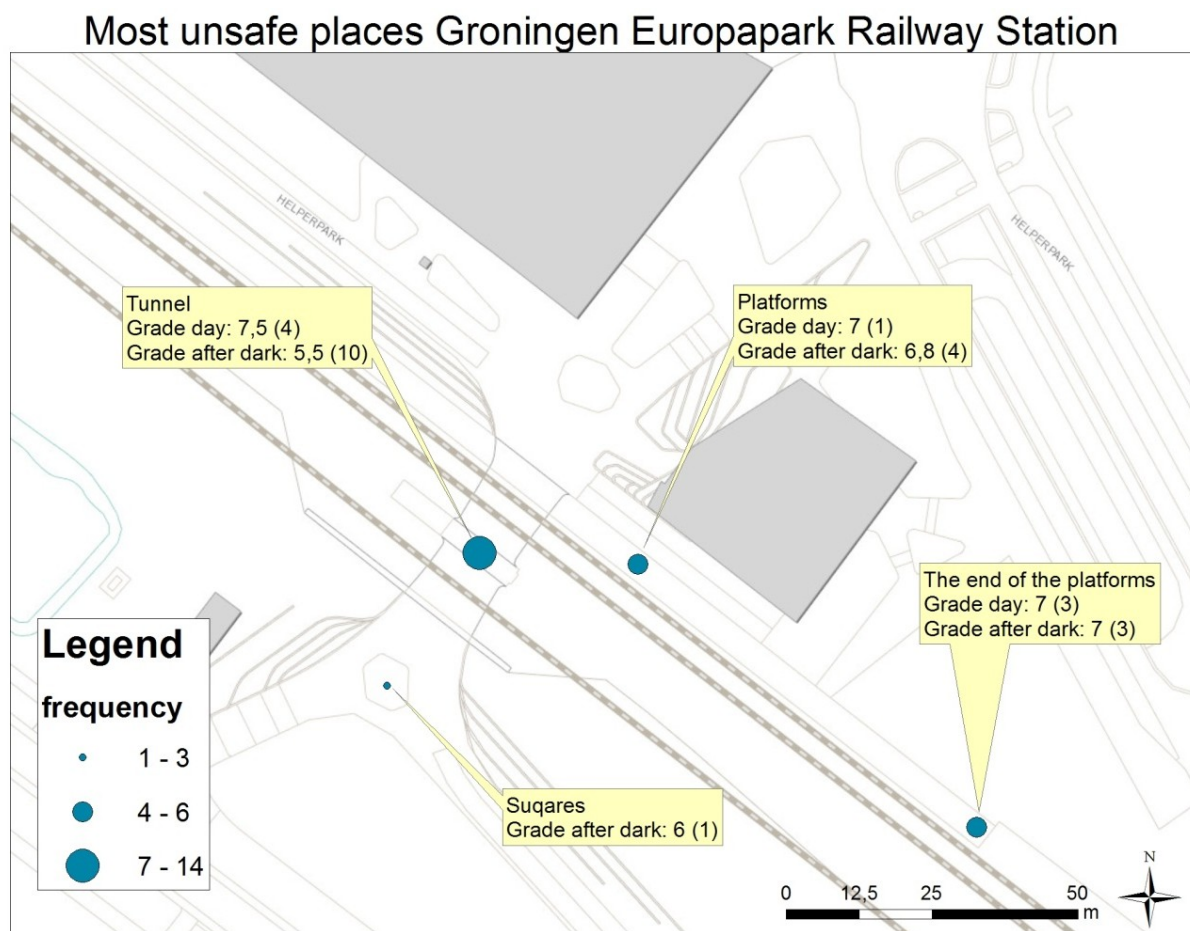 Most unsafe places Groningen Europapark Railway Station
HELPERPARK
HELPERPARK
Tunnel
Grade day: 7,5 (4)
Grade after dark: 5,5 (10)
Platforms
Grade day: 7 (1)
Grade after dark: 6,8 (4)
The end of the platforms
Grade day: 7 (3)
Grade after dark: 7 (3)
Suqares
Grade after dark: 6 (1)
Legend
frequency
1 - 3
4 - 6
7 - 14
N
0 12,5 25 50
m